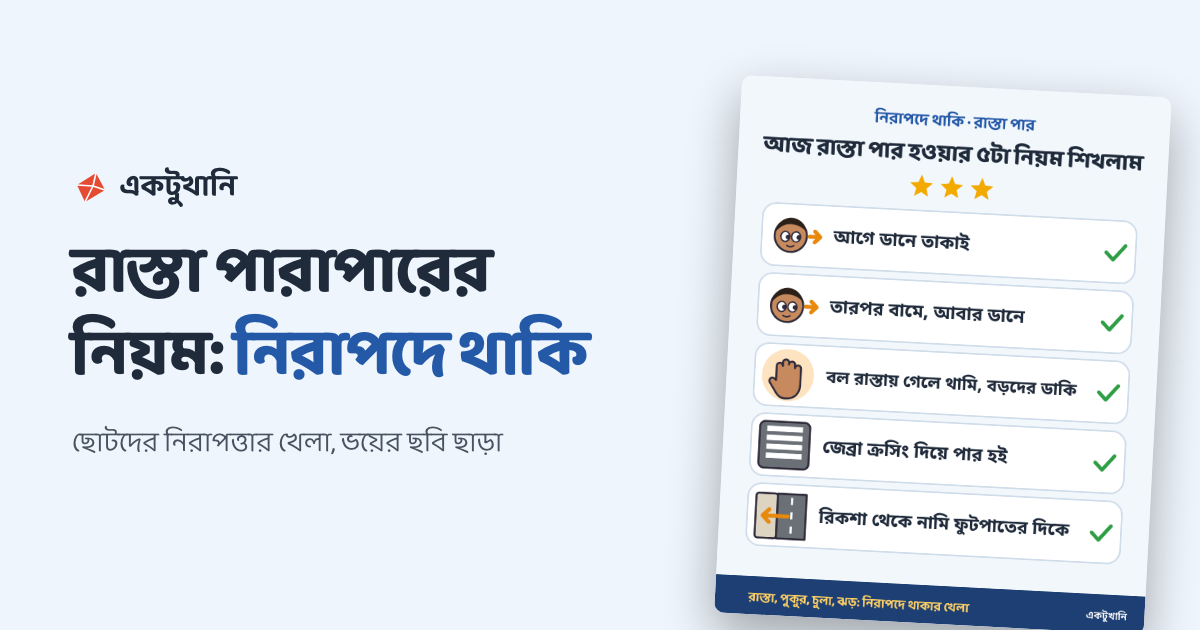 একটুখানি
রাস্তা পারাপারের
নিয়ম: নিরাপদে থাকি
ছোটদের নিরাপত্তার খেলা, ভয়ের ছবি ছাড়া
নিরাপদে থাকি · রাস্তা পার
আজ রাস্তা পার হওয়ার ৫টা নিয়ম শিখলাম
আগে ডানে তাকাই
তারপর বামে, আবার ডানে
বল রাস্তায় গেলে থামি, বড়দের ডাকি
জেব্রা ক্রসিং দিয়ে পার হই
রিকশা থেকে নামি ফুটপাতের দিকে
রাস্তা, পুকুর, চুলা, ঝড়: নিরাপদে থাকার খেলা
একটুখানি